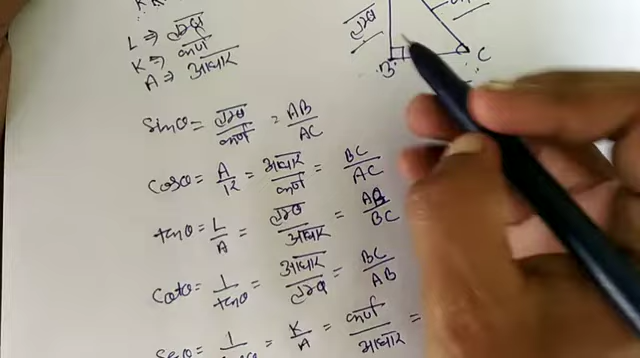 L ⇒ लम्ब
K ⇒ कर्ण
A ⇒ आधार
लम्ब
B
C
Sinθ = लम्ब/कर्ण = AB/AC
Cosθ = A/K = आधार/कर्ण = BC/AC
tanθ = L/A = लम्ब/आधार = AB/BC
Cotθ = 1/tanθ = आधार/लम्ब = BC/AB
Secθ = 1/cosθ = K/A = कर्ण/आधार =